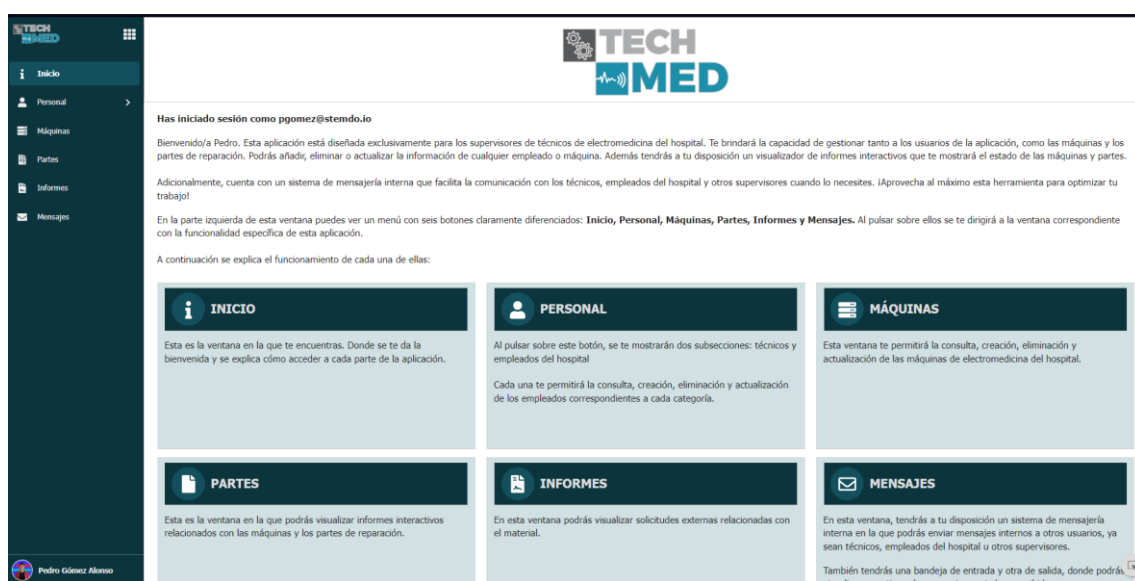 TECH
MED
Inicio
Personal
Máquinas
Partes
Informes
Mensajes
Pedro Gómez Alonso
TECH
MED
Has iniciado sesión como pgomez@stemdo.io
Bienvenido/a Pedro. Esta aplicación está diseñada exclusivamente para los supervisores de técnicos de electromedicina del hospital. Te brindará la capacidad de gestionar tanto a los usuarios de la aplicación, como las máquinas y los
partes de reparación. Podrás añadir, eliminar o actualizar la información de cualquier empleado o máquina. Además tendrás a tu disposición un visualizador de informes interactivos que te mostrará el estado de las máquinas y partes.
Adicionalmente, cuenta con un sistema de mensajería interna que facilita la comunicación con los técnicos, empleados del hospital y otros supervisores cuando lo necesites. ¡Aprovecha al máximo esta herramienta para optimizar tu
trabajo!
En la parte izquierda de esta ventana puedes ver un menú con seis botones claramente diferenciados: Inicio, Personal, Máquinas, Partes, Informes y Mensajes. Al pulsar sobre ellos se te dirigirá a la ventana correspondiente
con la funcionalidad específica de esta aplicación.
A continuación se explica el funcionamiento de cada una de ellas:
INICIO
Esta es la ventana en la que te encuentras. Donde se te da la
bienvenida y se explica cómo acceder a cada parte de la aplicación.
PERSONAL
Al pulsar sobre este botón, se te mostrarán dos subsecciones: técnicos y
empleados del hospital
Cada una te permitirá la consulta, creación, eliminación y actualización
de los empleados correspondientes a cada categoría.
MÁQUINAS
Esta ventana te permitirá la consulta, creación, eliminación y
actualización de las máquinas de electromedicina del hospital.
PARTES
Esta es la ventana en la que podrás visualizar informes interactivos
relacionados con las máquinas y los partes de reparación.
INFORMES
En esta ventana podrás visualizar solicitudes externas relacionadas con
el material.
MENSAJES
En esta ventana, tendrás a tu disposición un sistema de mensajería
interna en la que podrás enviar mensajes internos a otros usuarios, ya
sean técnicos, empleados del hospital u otros supervisores.
También tendrás una bandeja de entrada y otra de salida, donde podrás